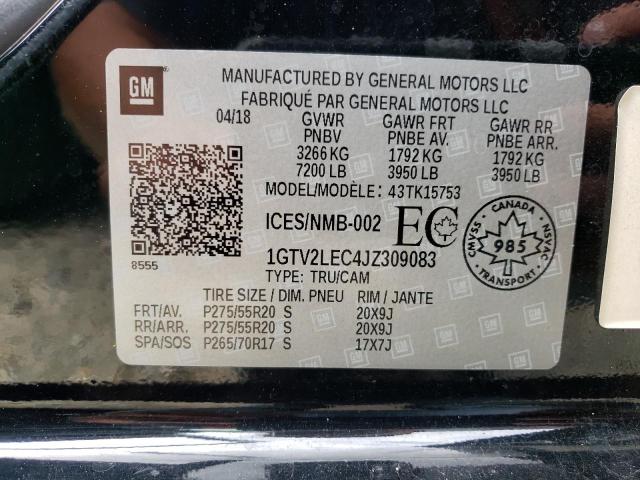 GM
MANUFACTURED BY GENERAL MOTORS LLC
FABRIQUÉ PAR GENERAL MOTORS LLC
04/18 GVWR GAWR FRT GAWR RR
PNBV PNBE AV. PNBE ARR.
3266 KG 1792 KG 1792 KG
7200 LB 3950 LB 3950 LB
MODEL/MODÈLE: 43TK15753
ICES/NMB-002 EC
CANADA
CMVSS 985 NSVAC
TRANSPORT
8555
1GTV2LEC4JZ309083
TYPE: TRU/CAM
TIRE SIZE / DIM. PNEU RIM / JANTE
FRT/AV. P275/55R20 S 20X9J
RR/ARR. P275/55R20 S 20X9J
SPA/SOS P265/70R17 S 17X7J